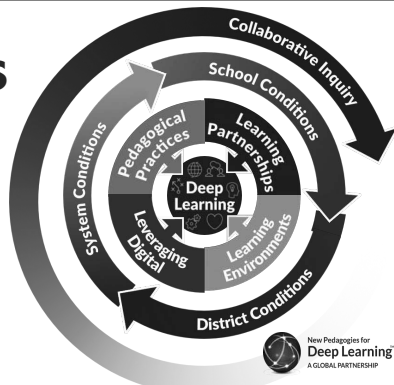 s
Collaborative Inquiry
School Conditions
System Conditions
District Conditions
Pedagogical
Practices
Learning
Partnerships
Leveraging
Digital
Learning
Environments
Deep
Learning
New Pedagogies for
Deep Learning™
A GLOBAL PARTNERSHIP